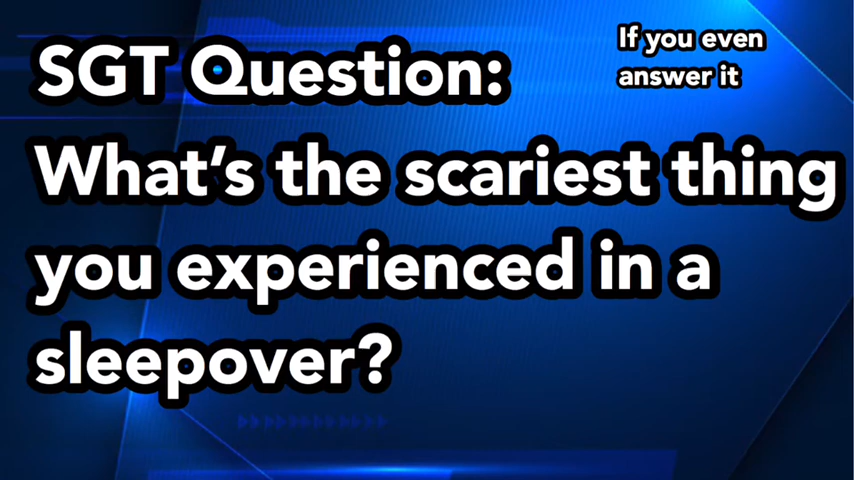 SGT Question:
If you even
answer it
What's the scariest thing
you experienced in a
sleepover?